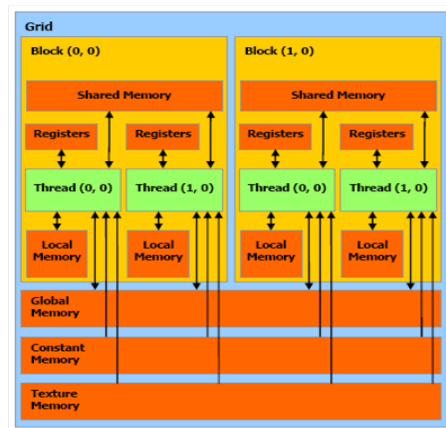 Grid
Block (0, 0)
Shared Memory
Registers
Registers
Thread (0, 0)
Thread (1, 0)
Local
Memory
Local
Memory
Block (1, 0)
Shared Memory
Registers
Registers
Thread (0, 0)
Thread (1, 0)
Local
Memory
Local
Memory
Global
Memory
Constant
Memory
Texture
Memory